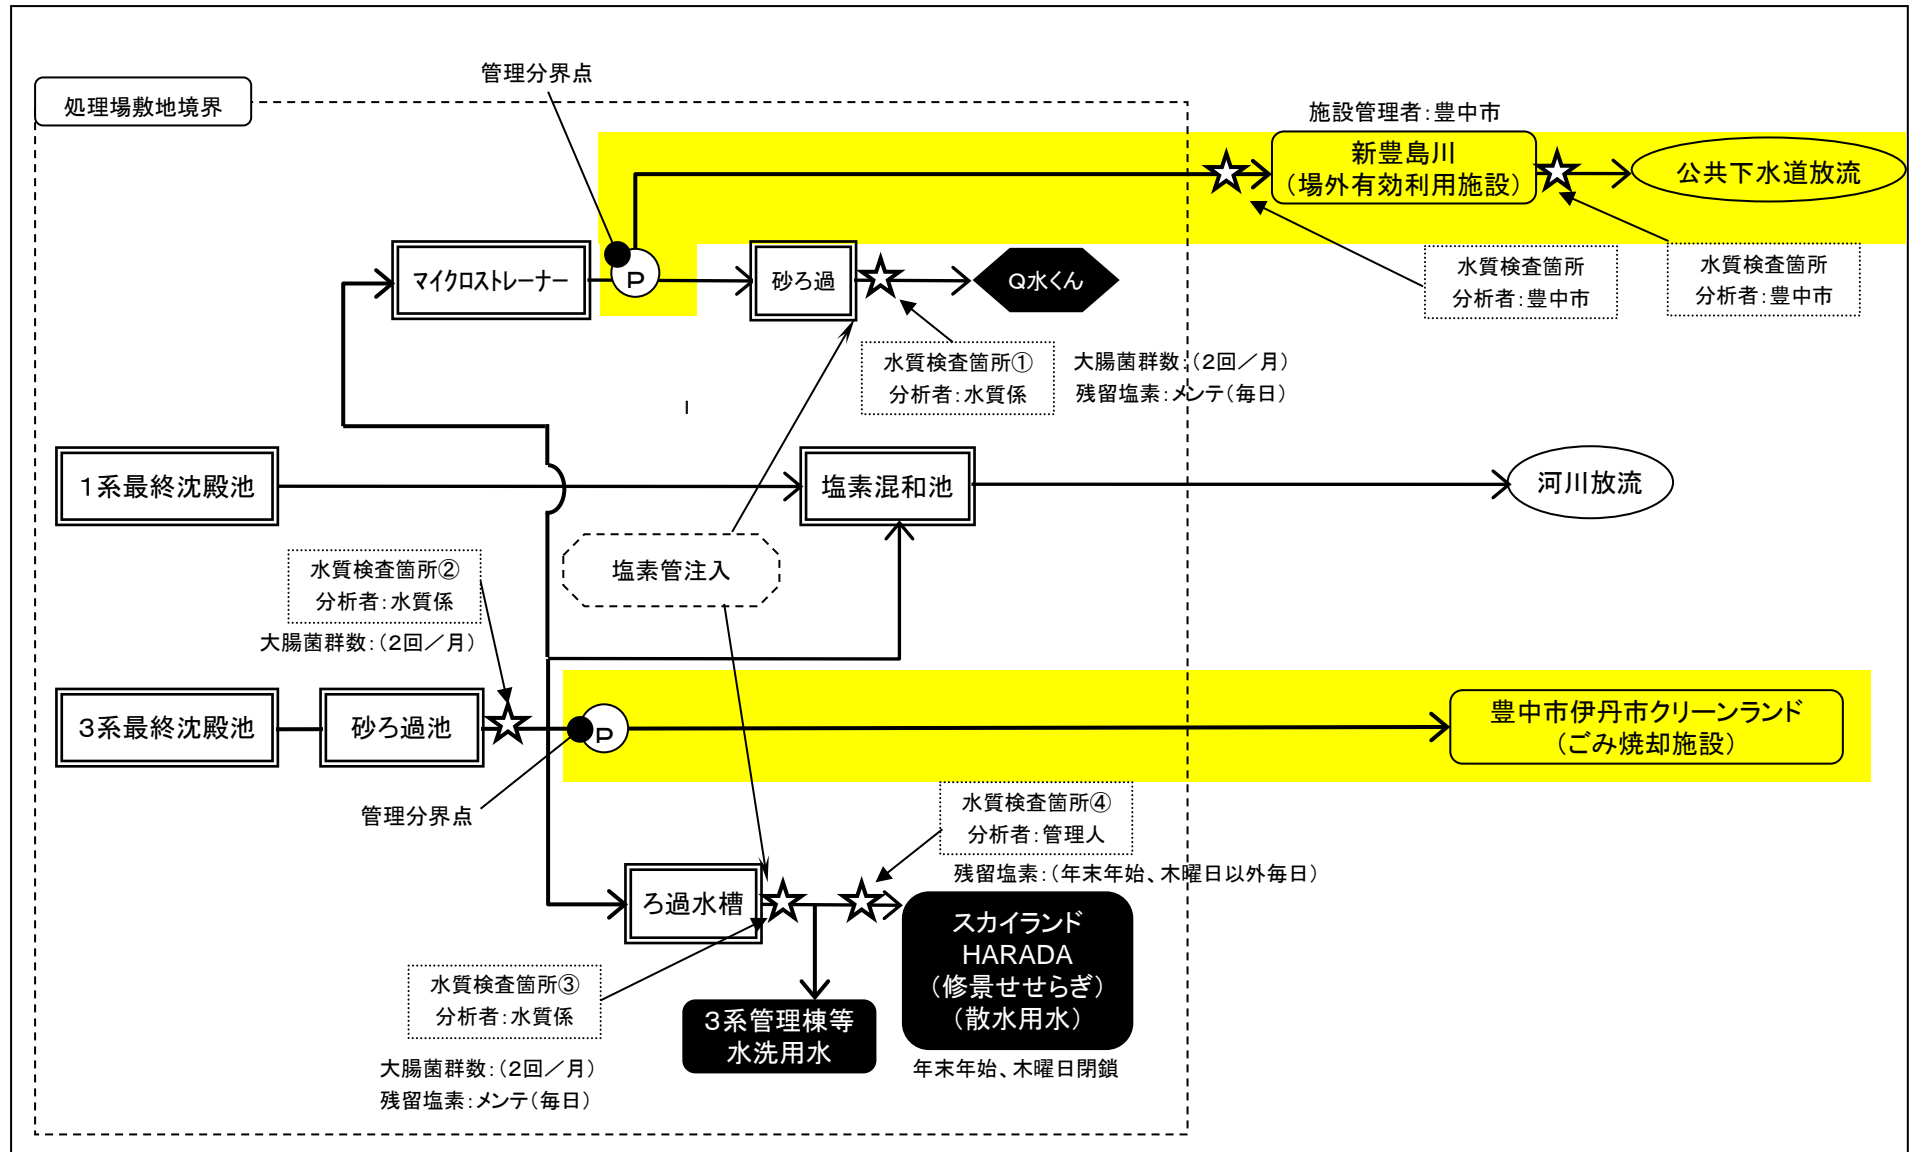 管理分界点
処理場敷地境界
施設管理者：豊中市
新豊島川
（場外有効利用施設）
公共下水道放流
マイクロストレーナー
P
砂ろ過
Q水くん
水質検査箇所
分析者：豊中市
水質検査箇所
分析者：豊中市
水質検査箇所①
分析者：水質係
大腸菌群数：（2回／月）
残留塩素：メンテ（毎日）
1系最終沈殿池
塩素混和池
河川放流
水質検査箇所②
分析者：水質係
大腸菌群数：（2回／月）
塩素管注入
3系最終沈殿池
砂ろ過池
P
豊中市伊丹市クリーンランド
（ごみ焼却施設）
管理分界点
水質検査箇所④
分析者：管理人
残留塩素：（年末年始、木曜日以外毎日）
ろ過水槽
スカイランド
HARADA
（修景せせらぎ）
（散水用水）
年末年始、木曜日閉鎖
水質検査箇所③
分析者：水質係
大腸菌群数：（2回／月）
残留塩素：メンテ（毎日）
3系管理棟等
水洗用水